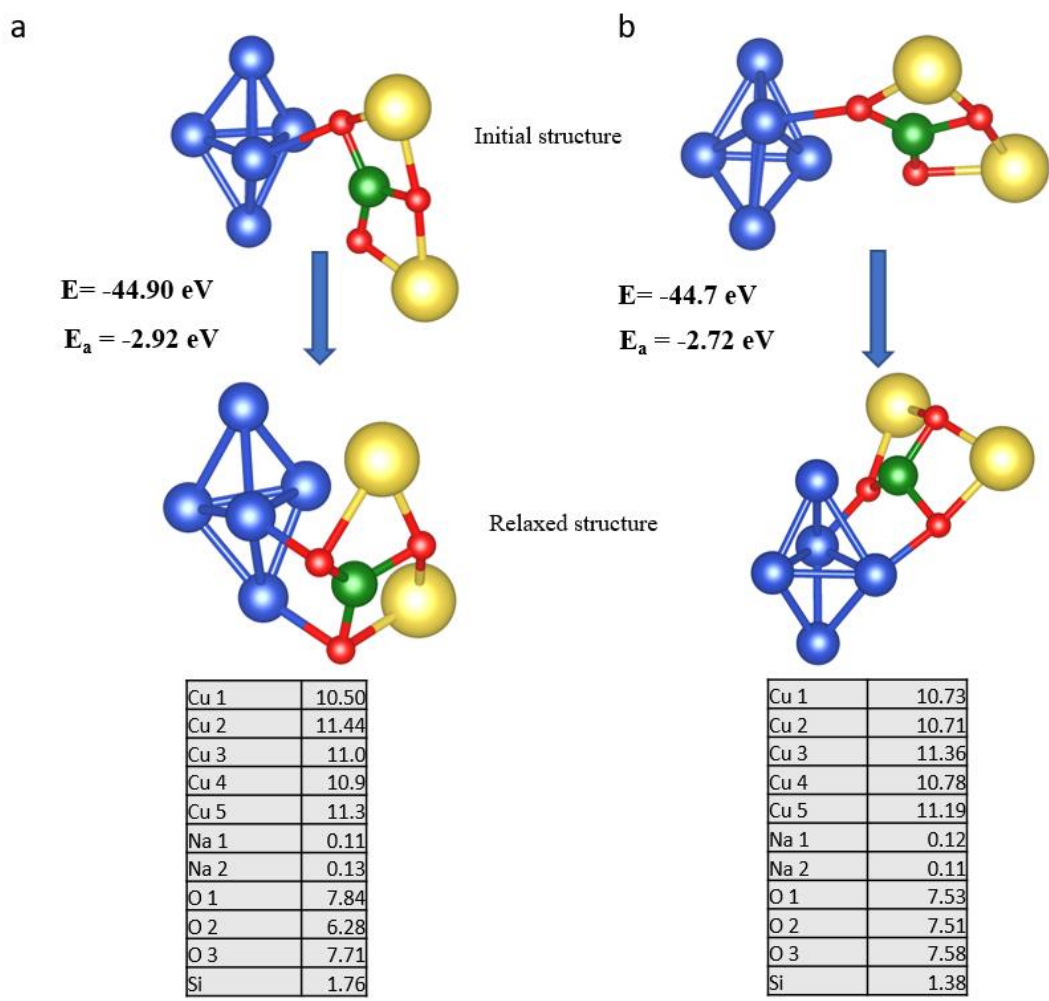 a
b
Initial structure
E= -44.90 eV
Eₐ = -2.92 eV
E= -44.7 eV
Eₐ = -2.72 eV
Relaxed structure
Cu 1 10.50
Cu 2 11.44
Cu 3 11.0
Cu 4 10.9
Cu 5 11.3
Na 1 0.11
Na 2 0.13
O 1 7.84
O 2 6.28
O 3 7.71
Si 1.76
Cu 1 10.73
Cu 2 10.71
Cu 3 11.36
Cu 4 10.78
Cu 5 11.19
Na 1 0.12
Na 2 0.11
O 1 7.53
O 2 7.51
O 3 7.58
Si 1.38